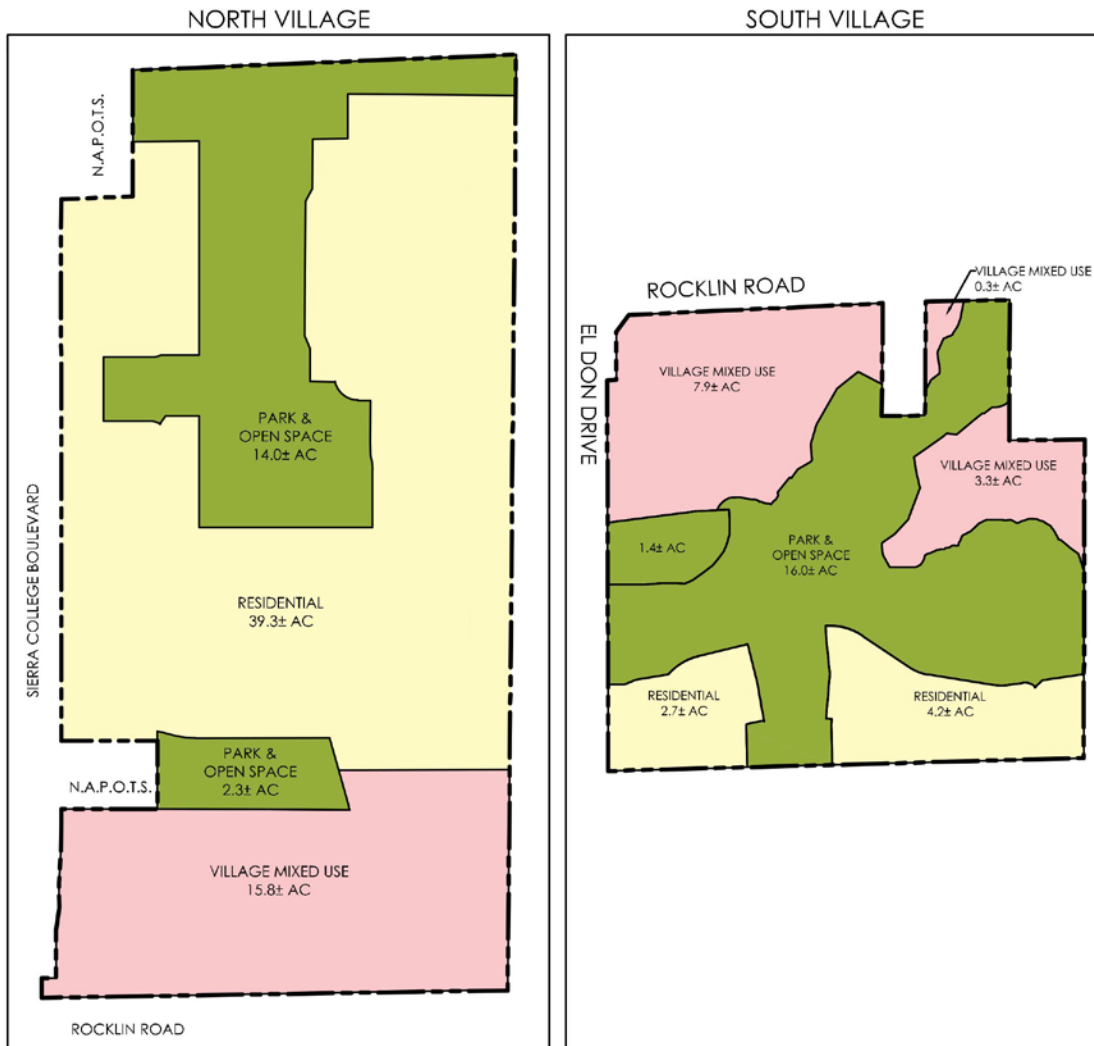 NORTH VILLAGE
N.A.P.O.T.S.
PARK &
OPEN SPACE
14.0± AC
SIERRA COLLEGE BOULEVARD
RESIDENTIAL
39.3± AC
PARK &
OPEN SPACE
2.3± AC
N.A.P.O.T.S.
VILLAGE MIXED USE
15.8± AC
ROCKLIN ROAD
SOUTH VILLAGE
VILLAGE MIXED USE
0.3± AC
ROCKLIN ROAD
EL DON DRIVE
VILLAGE MIXED USE
7.9± AC
VILLAGE MIXED USE
3.3± AC
1.4± AC
PARK &
OPEN SPACE
16.0± AC
RESIDENTIAL
2.7± AC
RESIDENTIAL
4.2± AC